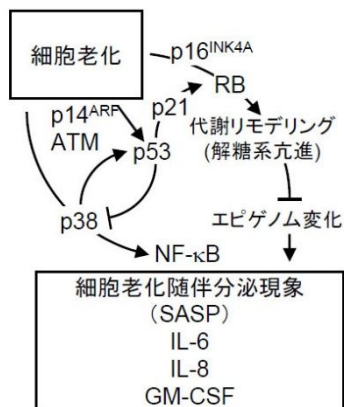 細胞老化
p16INK4A
RB
p14ARF
ATM
p21
p53
代謝リモデリング
(解糖系亢進)
p38
エピゲノム変化
NF-κB
細胞老化随伴分泌現象
（SASP）
IL-6
IL-8
GM-CSF